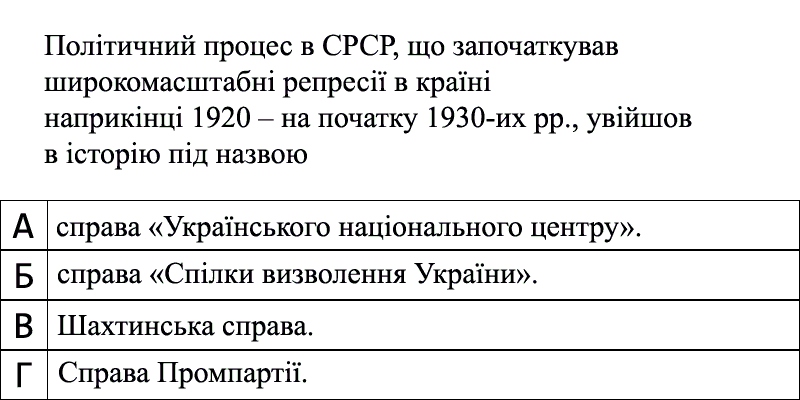 Політичний процес в СРСР, що започаткував
широкомасштабні репресії в країні
наприкінці 1920 – на початку 1930-их рр., увійшов
в історію під назвою
А справа «Українського національного центру».
Б справа «Спілки визволення України».
В Шахтинська справа.
Г Справа Промпартії.